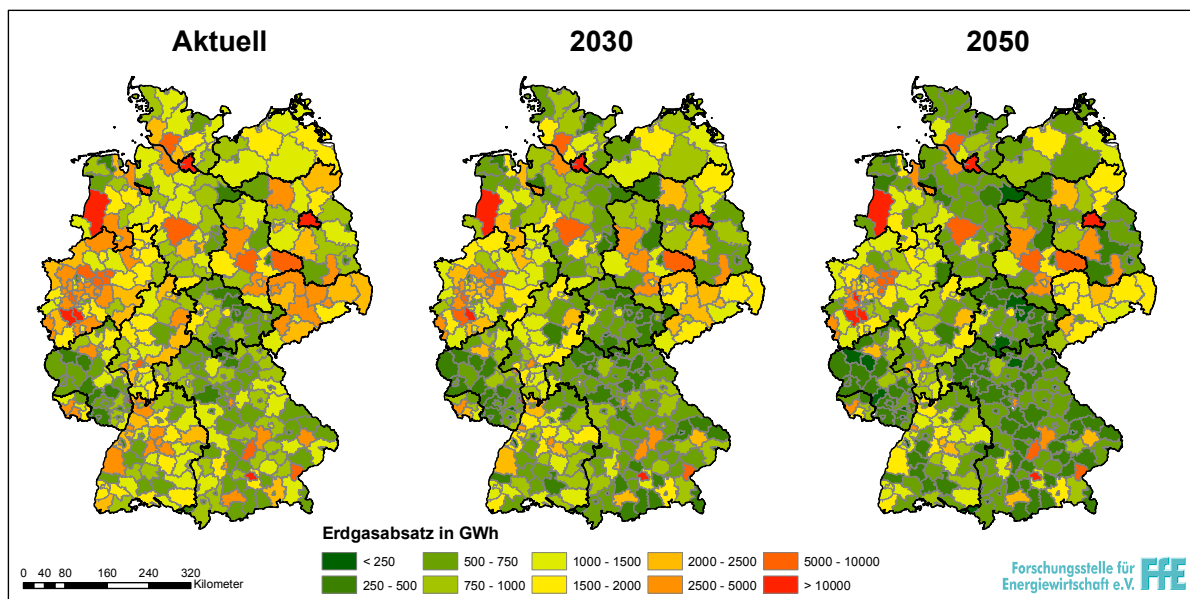 Aktuell
2030
2050
Erdgasabsatz in GWh
< 250
500 - 750
1000 - 1500
2000 - 2500
5000 - 10000
250 - 500
750 - 1000
1500 - 2000
2500 - 5000
> 10000
0 40 80 160 240 320
Kilometer
Forschungsstelle für
Energiewirtschaft e.V. FfE